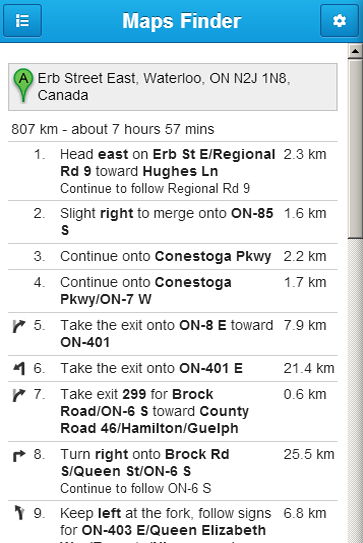 Maps Finder
A
Erb Street East, Waterloo, ON N2J 1N8,
Canada
807 km - about 7 hours 57 mins
1. Head east on Erb St E/Regional 2.3 km
Rd 9 toward Hughes Ln
Continue to follow Regional Rd 9
2. Slight right to merge onto ON-85 1.6 km
S
3. Continue onto Conestoga Pkwy 2.2 km
4. Continue onto Conestoga 1.7 km
Pkwy/ON-7 W
5. Take the exit onto ON-8 E toward 7.9 km
ON-401
6. Take the exit onto ON-401 E 21.4 km
7. Take exit 299 for Brock 0.6 km
Road/ON-6 S toward County
Road 46/Hamilton/Guelph
8. Turn right onto Brock Rd 25.5 km
S/Queen St/ON-6 S
Continue to follow ON-6 S
9. Keep left at the fork, follow signs 6.8 km
for ON-403 E/Queen Elizabeth